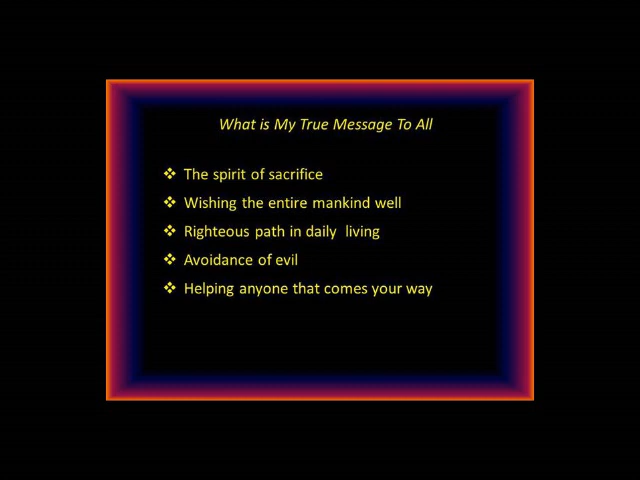 What is My True Message To All
❖ The spirit of sacrifice
❖ Wishing the entire mankind well
❖ Righteous path in daily  living
❖ Avoidance of evil
❖ Helping anyone that comes your way